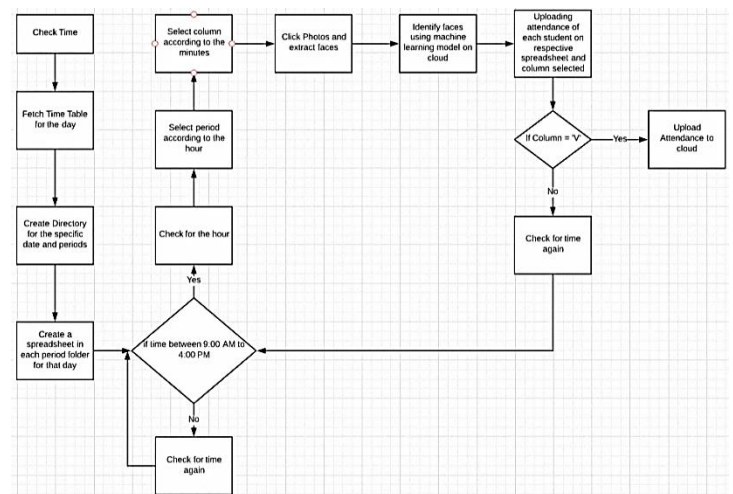 Check Time
Fetch Time Table
for the day
Create Directory
for the specific
date and periods
Create a
spreadsheet in
each period folder
for that day
If time between 9:00 AM to
4:00 PM
No
Check for time
again
Yes
Check for the hour
Select period
according to the
hour
Select column
according to the
minutes
Click Photos and
extract faces
Identify faces
using machine
learning model on
cloud
Uploading
attendance of
each student on
respective
spreadsheet and
column selected
If Column = 'V'
Yes
Upload
Attendance to
cloud
No
Check for time
again